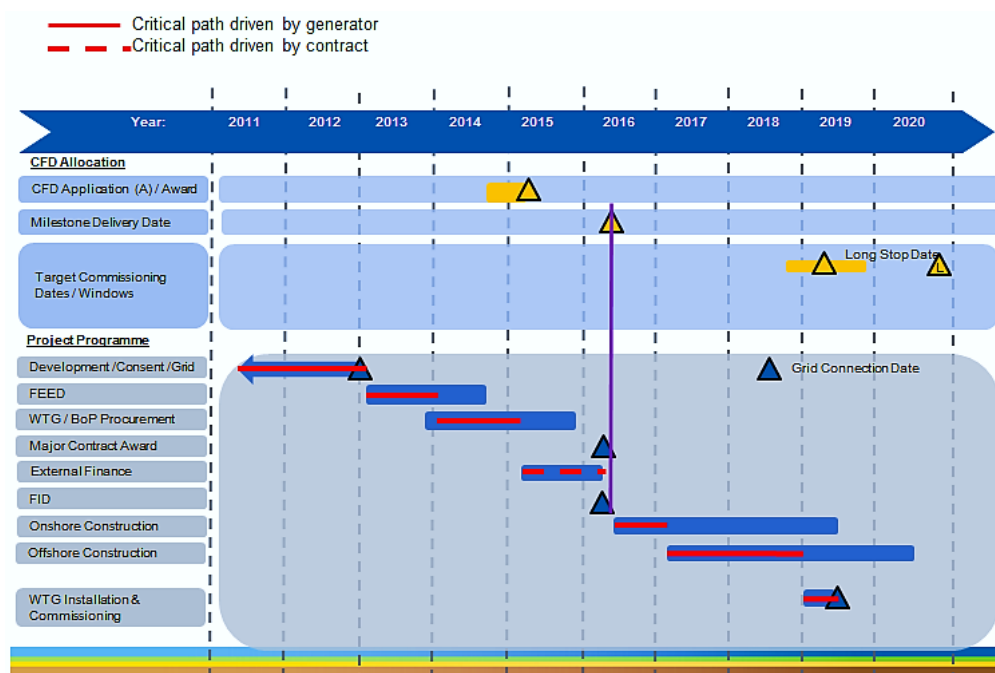 Critical path driven by generator
Critical path driven by contract
Year: 2011 2012 2013 2014 2015 2016 2017 2018 2019 2020
CFD Allocation
CFD Application (A) / Award
Milestone Delivery Date
Target Commissioning
Dates / Windows
Long Stop Date
L
Project Programme
Development /Consent /Grid
Grid Connection Date
FEED
WTG / BoP Procurement
Major Contract Award
External Finance
FID
Onshore Construction
Offshore Construction
WTG Installation &
Commissioning